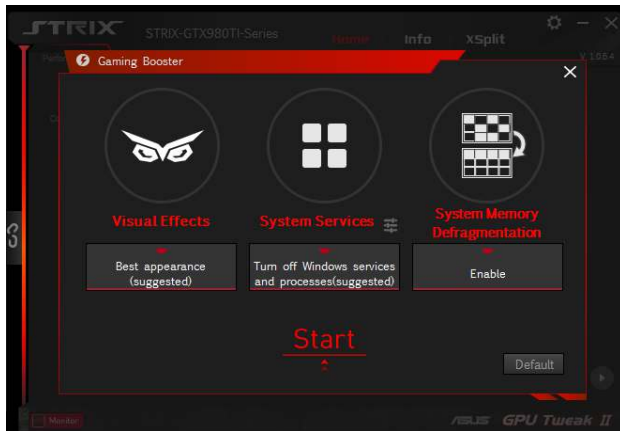 STRIX
STRIX-GTX980TI-Series
Home
Info
XSplit
V 1.0.6.4
Gaming Booster
Visual Effects
System Services
System Memory
Defragmentation
Best appearance
(suggested)
Turn off Windows services
and processes(suggested)
Enable
Start
Default
Monitor
ASUS GPU Tweak II